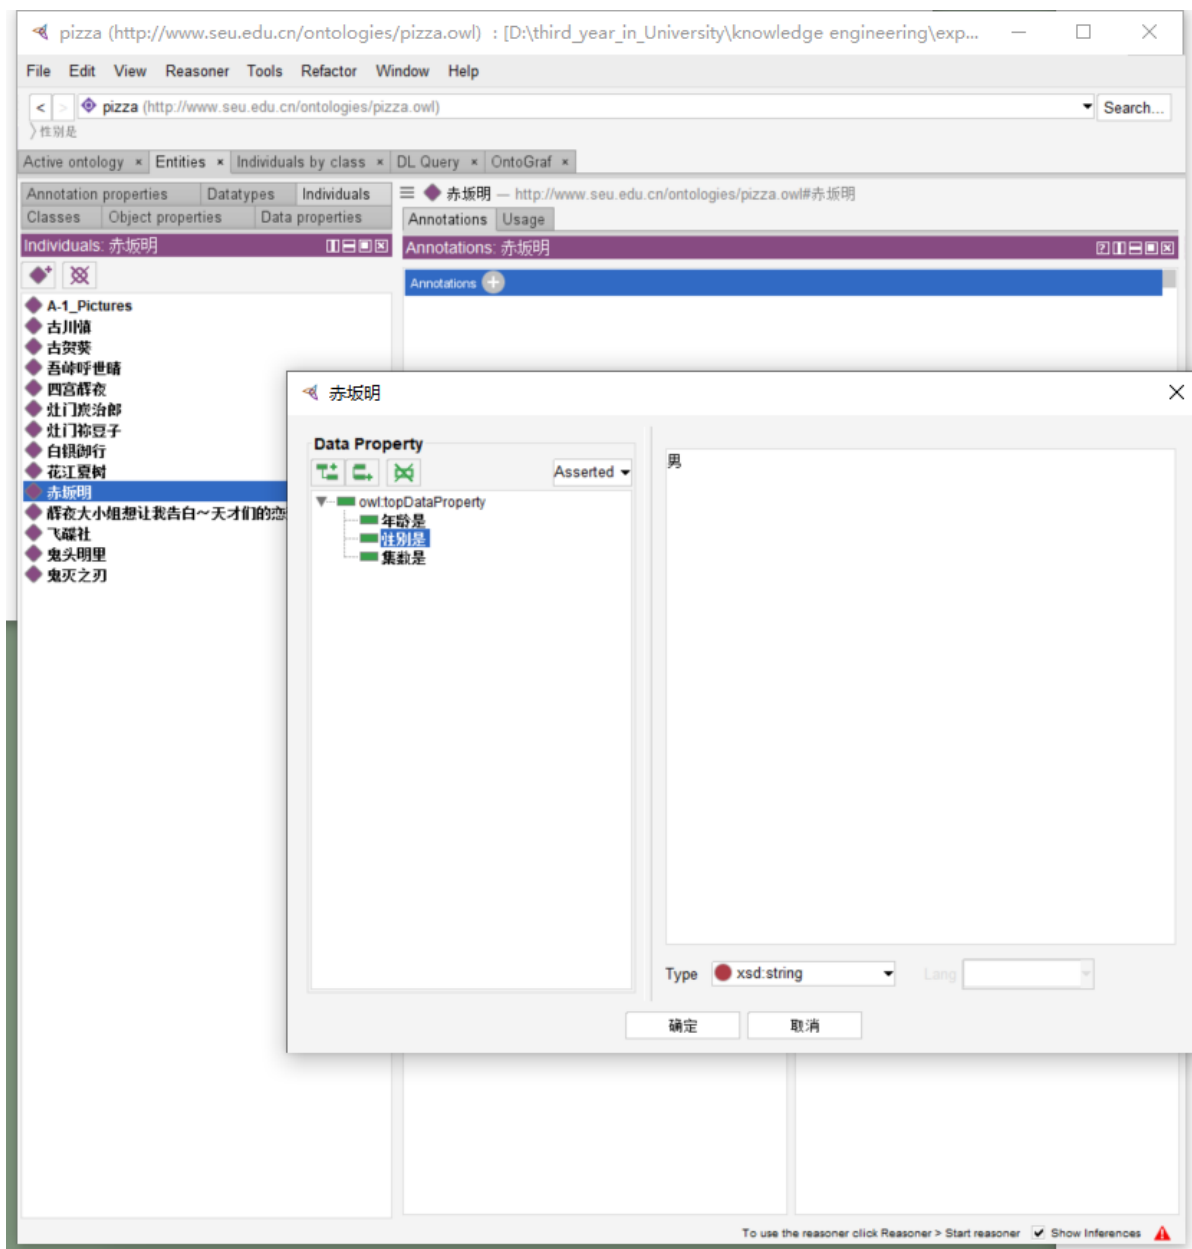 pizza (http://www.seu.edu.cn/ontologies/pizza.owl) : [D:\third_year_in_University\knowledge engineering\exp...
File Edit View Reasoner Tools Refactor Window Help
< > pizza (http://www.seu.edu.cn/ontologies/pizza.owl) Search...
性别是
Active ontology × Entities × Individuals by class × DL Query × OntoGraf ×
Annotation properties Datatypes Individuals
Classes Object properties Data properties
赤坂明 — http://www.seu.edu.cn/ontologies/pizza.owl#赤坂明
Annotations Usage
Individuals: 赤坂明
Annotations: 赤坂明
Annotations
A-1_Pictures
古川慎
古贺葵
吾峠呼世晴
四宫辉夜
灶门炭治郎
灶门祢豆子
白银御行
花江夏树
赤坂明
辉夜大小姐想让我告白～天才们的恋
飞碟社
鬼头明里
鬼灭之刃
赤坂明
Data Property
Asserted
owl:topDataProperty
年龄是
性别是
集数是
男
Type xsd:string Lang
确定 取消
To use the reasoner click Reasoner > Start reasoner Show Inferences